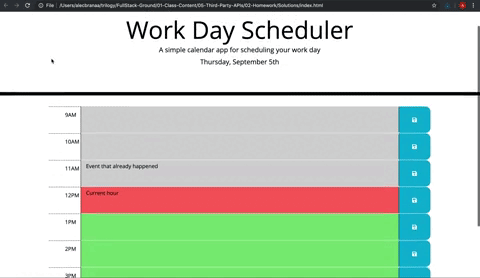 File | /Users/alecbranaa/trilogy/FullStack-Ground/01-Class-Content/05-Third-Party-APIs/02-Homework/Solutions/index.html
Work Day Scheduler
A simple calendar app for scheduling your work day
Thursday, September 5th
9AM
10AM
11AM Event that already happened
12PM Current hour
1PM
2PM
3PM